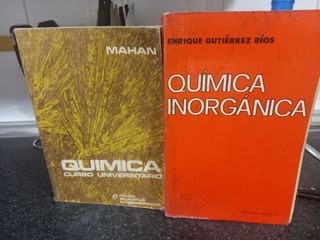 MAHAN
QUIMICA
CURSO UNIVERSITARIO
ENRIQUE GUTIÉRREZ RÍOS
QUÍMICA
INORGÁNICA